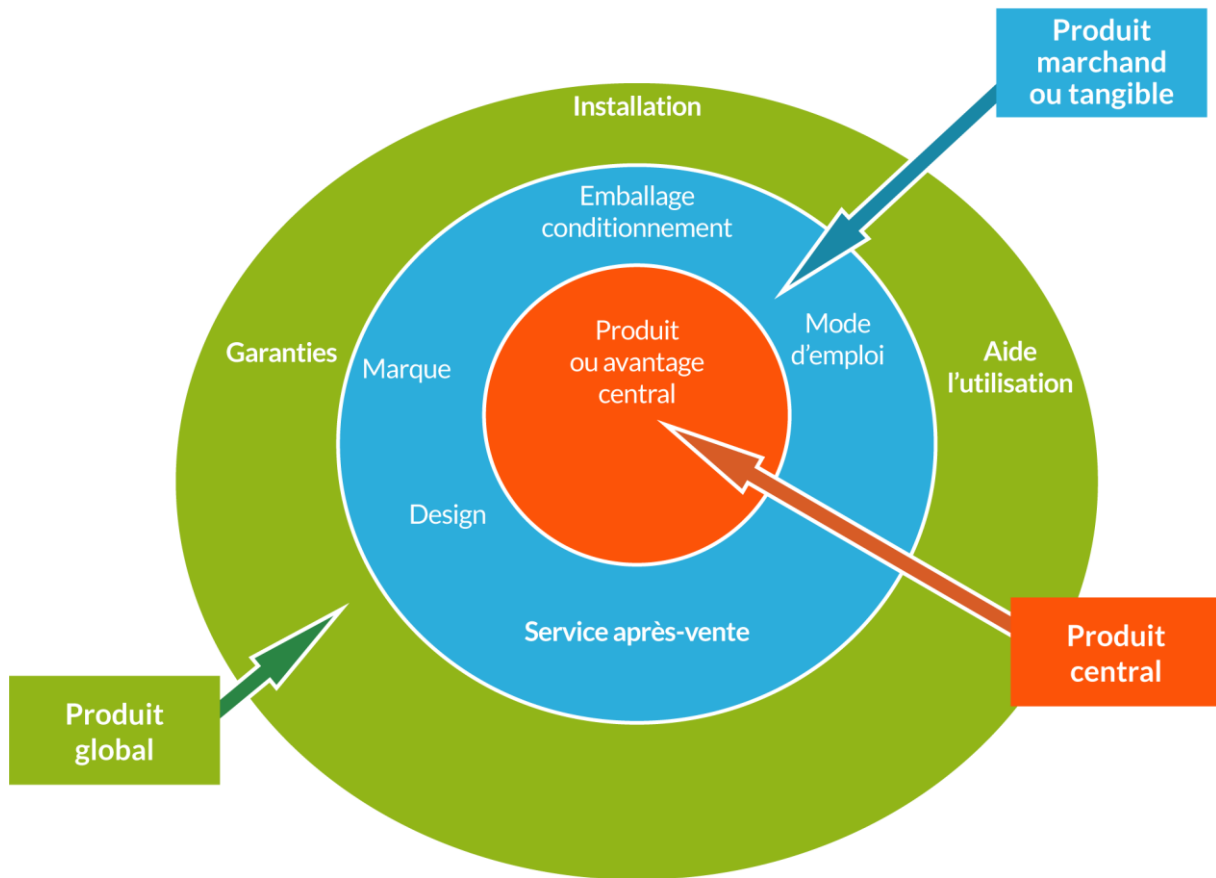 Produit
marchand
ou tangible
Installation
Emballage
conditionnement
Produit
ou avantage
central
Mode
d’emploi
Garanties
Marque
Aide
l’utilisation
Design
Service après-vente
Produit
central
Produit
global